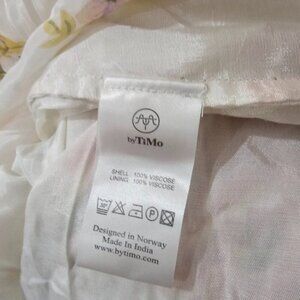 byTiMo
SHELL: 100% VISCOSE
LINING: 100% VISCOSE
Designed in Norway
Made In India
www.bytimo.com